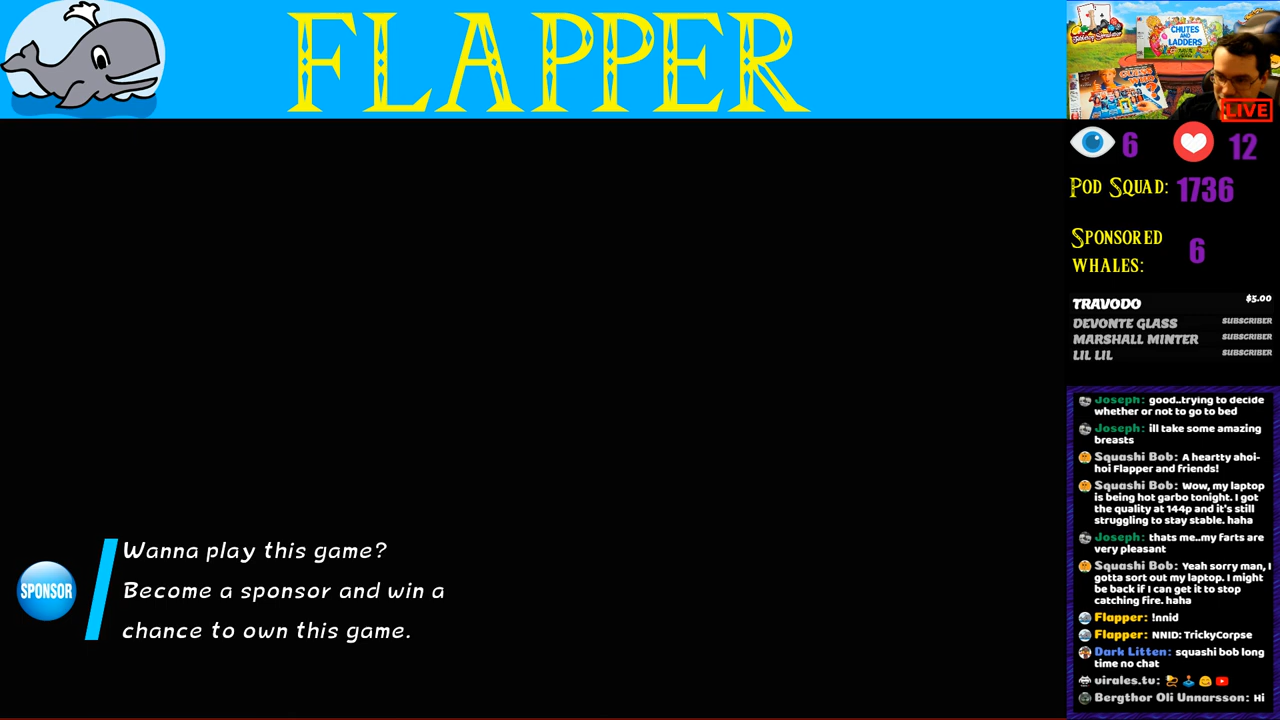 FLAPPER
CHUTES
AND
LADDERS
GUESS
WHO?
LIVE
6
12
Pod Squad: 1736
Sponsored
whales:
6
TRAVODO $5.00
DEVONTE GLASS SUBSCRIBER
MARSHALL MINTER SUBSCRIBER
LIL LIL SUBSCRIBER
Joseph: good..trying to decide
whether or not to go to bed
Joseph: ill take some amazing
breasts
Squashi Bob: A heartty ahoi-
hoi Flapper and friends!
Squashi Bob: Wow, my laptop
is being hot garbo tonight. I got
the quality at 144p and it's still
struggling to stay stable. haha
Joseph: thats me..my farts are
very pleasant
Squashi Bob: Yeah sorry man, I
gotta sort out my laptop. I might
be back if I can get it to stop
catching fire. haha
Flapper: !nnid
Flapper: NNID: TrickyCorpse
Dark Litten: squashi bob long
time no chat
virales.tv:
Bergthor Oli Unnarsson: Hi
SPONSOR
Wanna play this game?
Become a sponsor and win a
chance to own this game.